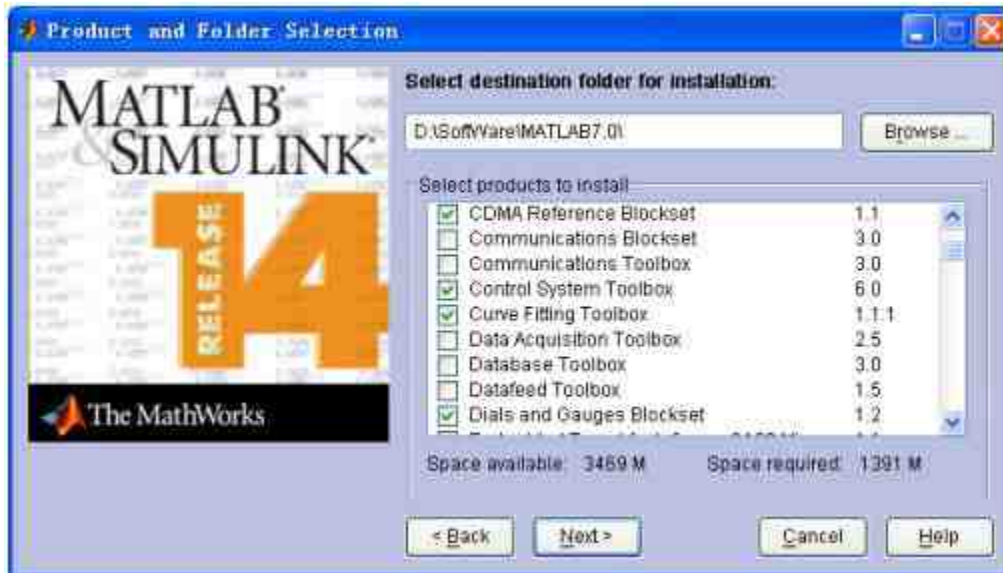 Product and Folder Selection
MATLAB
& SIMULINK
RELEASE 14
The MathWorks
Select destination folder for installation:
D:\SoftWare\MATLAB7.0\
Browse ...
Select products to install
CDMA Reference Blockset 1.1
Communications Blockset 3.0
Communications Toolbox 3.0
Control System Toolbox 6.0
Curve Fitting Toolbox 1.1.1
Data Acquisition Toolbox 2.5
Database Toolbox 3.0
Datafeed Toolbox 1.5
Dials and Gauges Blockset 1.2
Space available: 3469 M Space required: 1391 M
< Back Next > Cancel Help